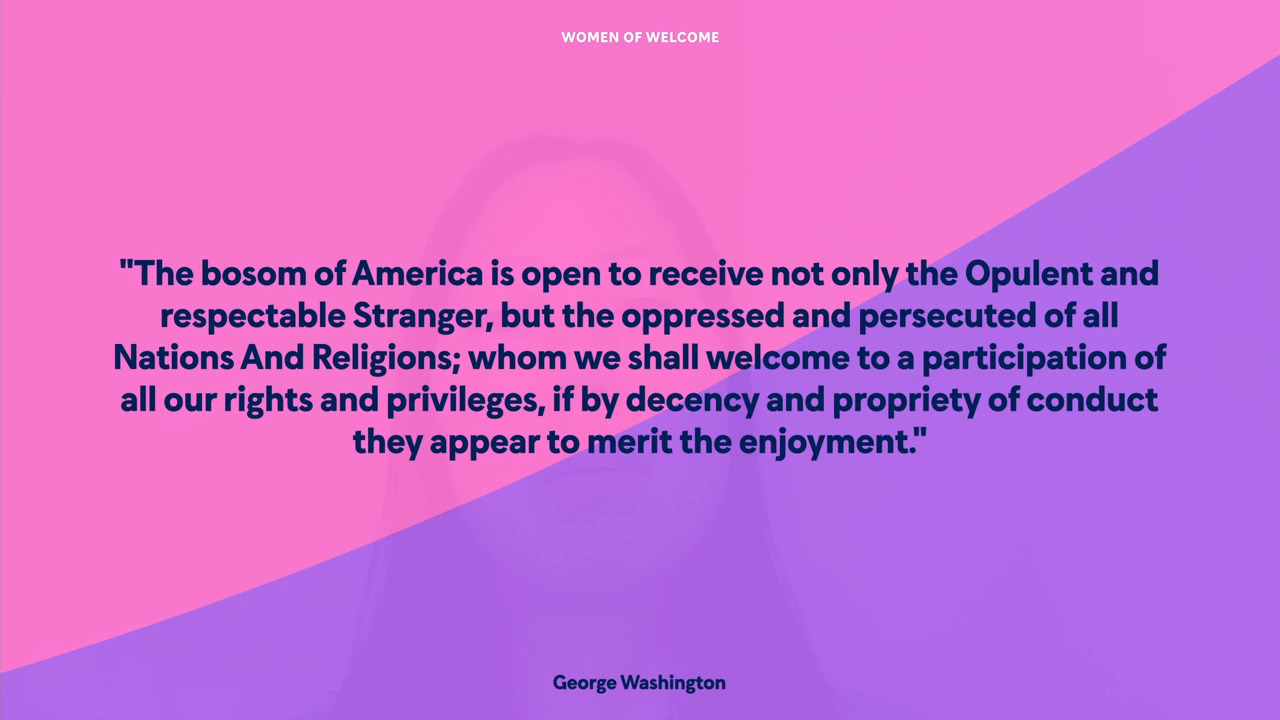 WOMEN OF WELCOME
"The bosom of America is open to receive not only the Opulent and
respectable Stranger, but the oppressed and persecuted of all
Nations And Religions; whom we shall welcome to a participation of
all our rights and privileges, if by decency and propriety of conduct
they appear to merit the enjoyment."
George Washington